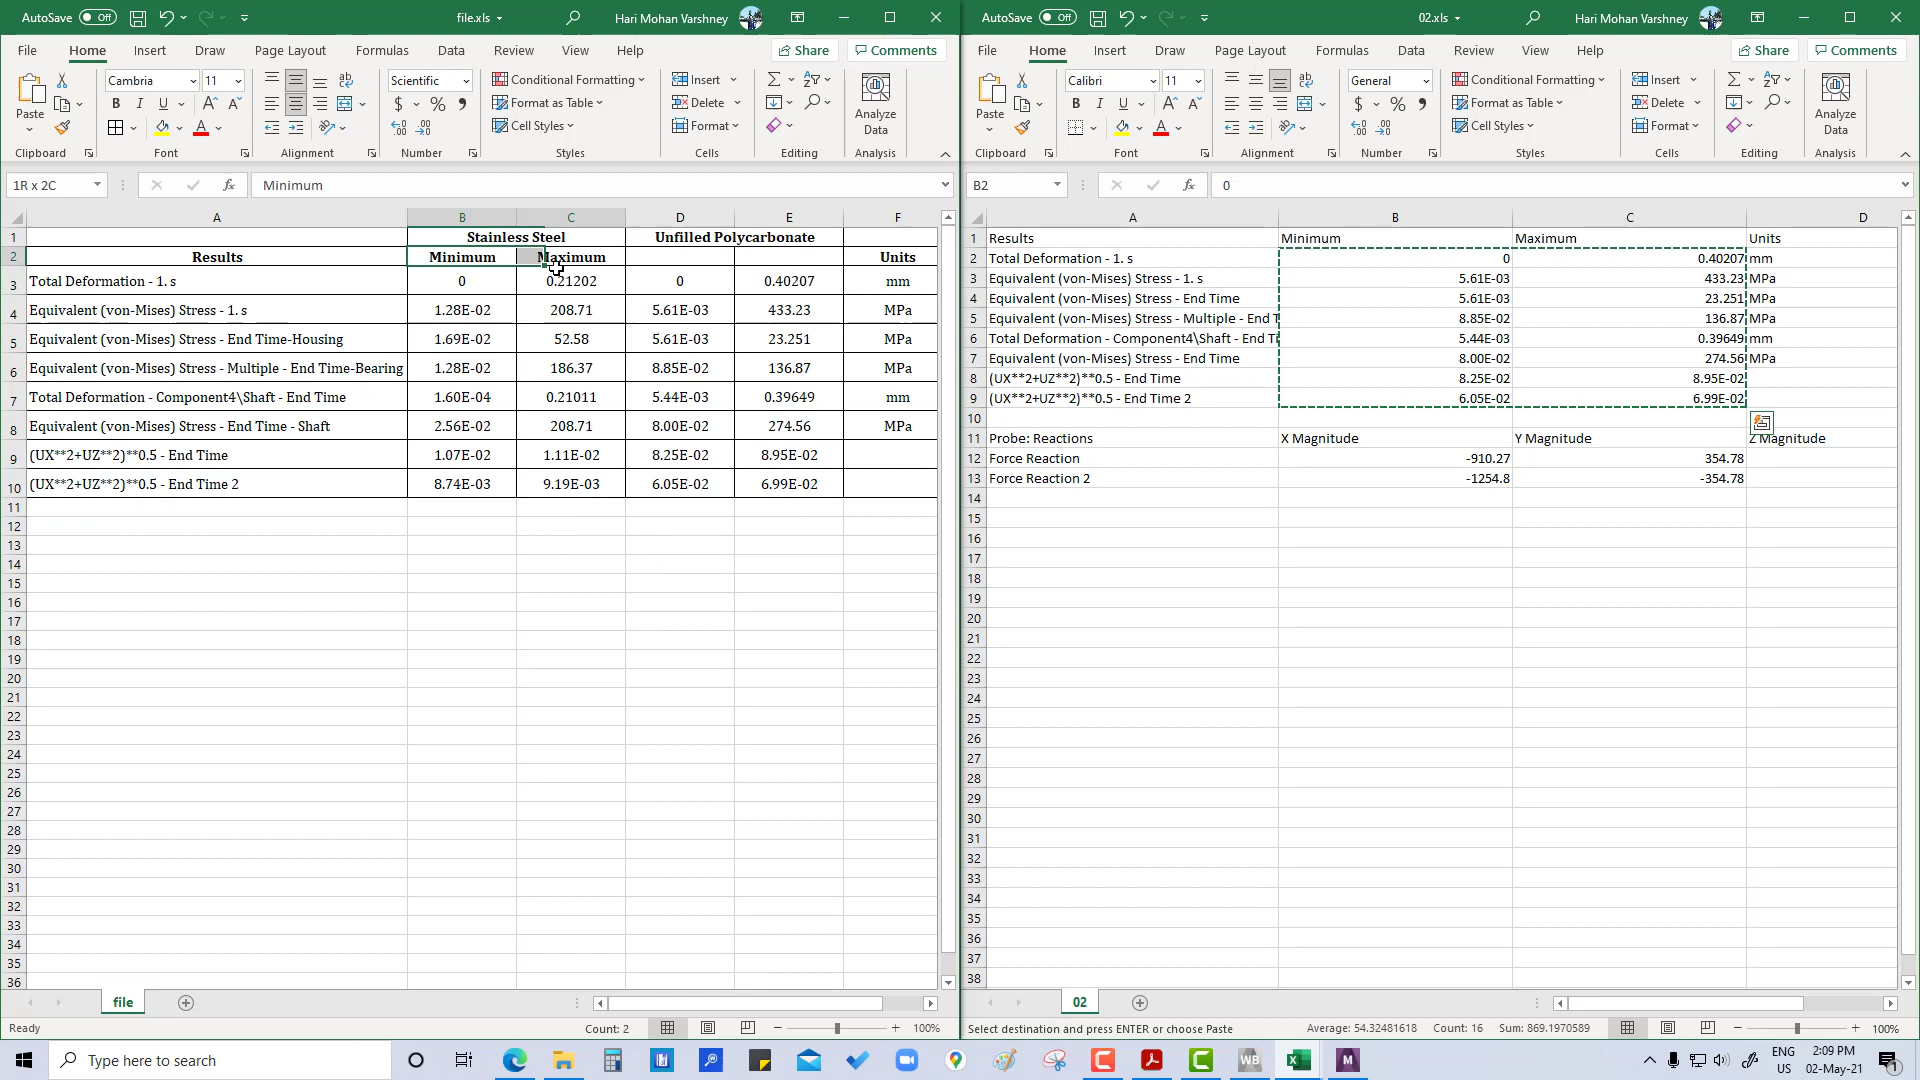 AutoSave Off file.xls Hari Mohan Varshney
File Home Insert Draw Page Layout Formulas Data Review View Help Share Comments
Paste Cambria 11 Scientific Conditional Formatting Insert
B I U A A $ % , Format as Table Delete Analyze
A Cell Styles Format Data
Clipboard Font Alignment Number Styles Cells Editing Analysis
1R x 2C fx Minimum
A B C D E F
1 Stainless Steel Unfilled Polycarbonate
2 Results Minimum Maximum Units
3 Total Deformation - 1. s 0 0.21202 0 0.40207 mm
4 Equivalent (von-Mises) Stress - 1. s 1.28E-02 208.71 5.61E-03 433.23 MPa
5 Equivalent (von-Mises) Stress - End Time-Housing 1.69E-02 52.58 5.61E-03 23.251 MPa
6 Equivalent (von-Mises) Stress - Multiple - End Time-Bearing 1.28E-02 186.37 8.85E-02 136.87 MPa
7 Total Deformation - Component4\Shaft - End Time 1.60E-04 0.21011 5.44E-03 0.39649 mm
8 Equivalent (von-Mises) Stress - End Time - Shaft 2.56E-02 208.71 8.00E-02 274.56 MPa
9 (UX**2+UZ**2)**0.5 - End Time 1.07E-02 1.11E-02 8.25E-02 8.95E-02
10 (UX**2+UZ**2)**0.5 - End Time 2 8.74E-03 9.19E-03 6.05E-02 6.99E-02
11
12
13
14
15
16
17
18
19
20
21
22
23
24
25
26
27
28
29
30
31
32
33
34
35
36
file
Ready Count: 2 100%
AutoSave Off 02.xls Hari Mohan Varshney
File Home Insert Draw Page Layout Formulas Data Review View Help Share Comments
Paste Calibri 11 General Conditional Formatting Insert
B I U A A $ % , Format as Table Delete Analyze
A Cell Styles Format Data
Clipboard Font Alignment Number Styles Cells Editing Analysis
B2 fx 0
A B C D
1 Results Minimum Maximum Units
2 Total Deformation - 1. s 0 0.40207 mm
3 Equivalent (von-Mises) Stress - 1. s 5.61E-03 433.23 MPa
4 Equivalent (von-Mises) Stress - End Time 5.61E-03 23.251 MPa
5 Equivalent (von-Mises) Stress - Multiple - End T 8.85E-02 136.87 MPa
6 Total Deformation - Component4\Shaft - End Ti 5.44E-03 0.39649 mm
7 Equivalent (von-Mises) Stress - End Time 8.00E-02 274.56 MPa
8 (UX**2+UZ**2)**0.5 - End Time 8.25E-02 8.95E-02
9 (UX**2+UZ**2)**0.5 - End Time 2 6.05E-02 6.99E-02
10
11 Probe: Reactions X Magnitude Y Magnitude Z Magnitude
12 Force Reaction -910.27 354.78
13 Force Reaction 2 -1254.8 -354.78
14
15
16
17
18
19
20
21
22
23
24
25
26
27
28
29
30
31
32
33
34
35
36
37
38
02
Select destination and press ENTER or choose Paste Average: 54.32481618 Count: 16 Sum: 869.1970589 100%
Type here to search WB M ENG US 2:09 PM 02-May-21 1